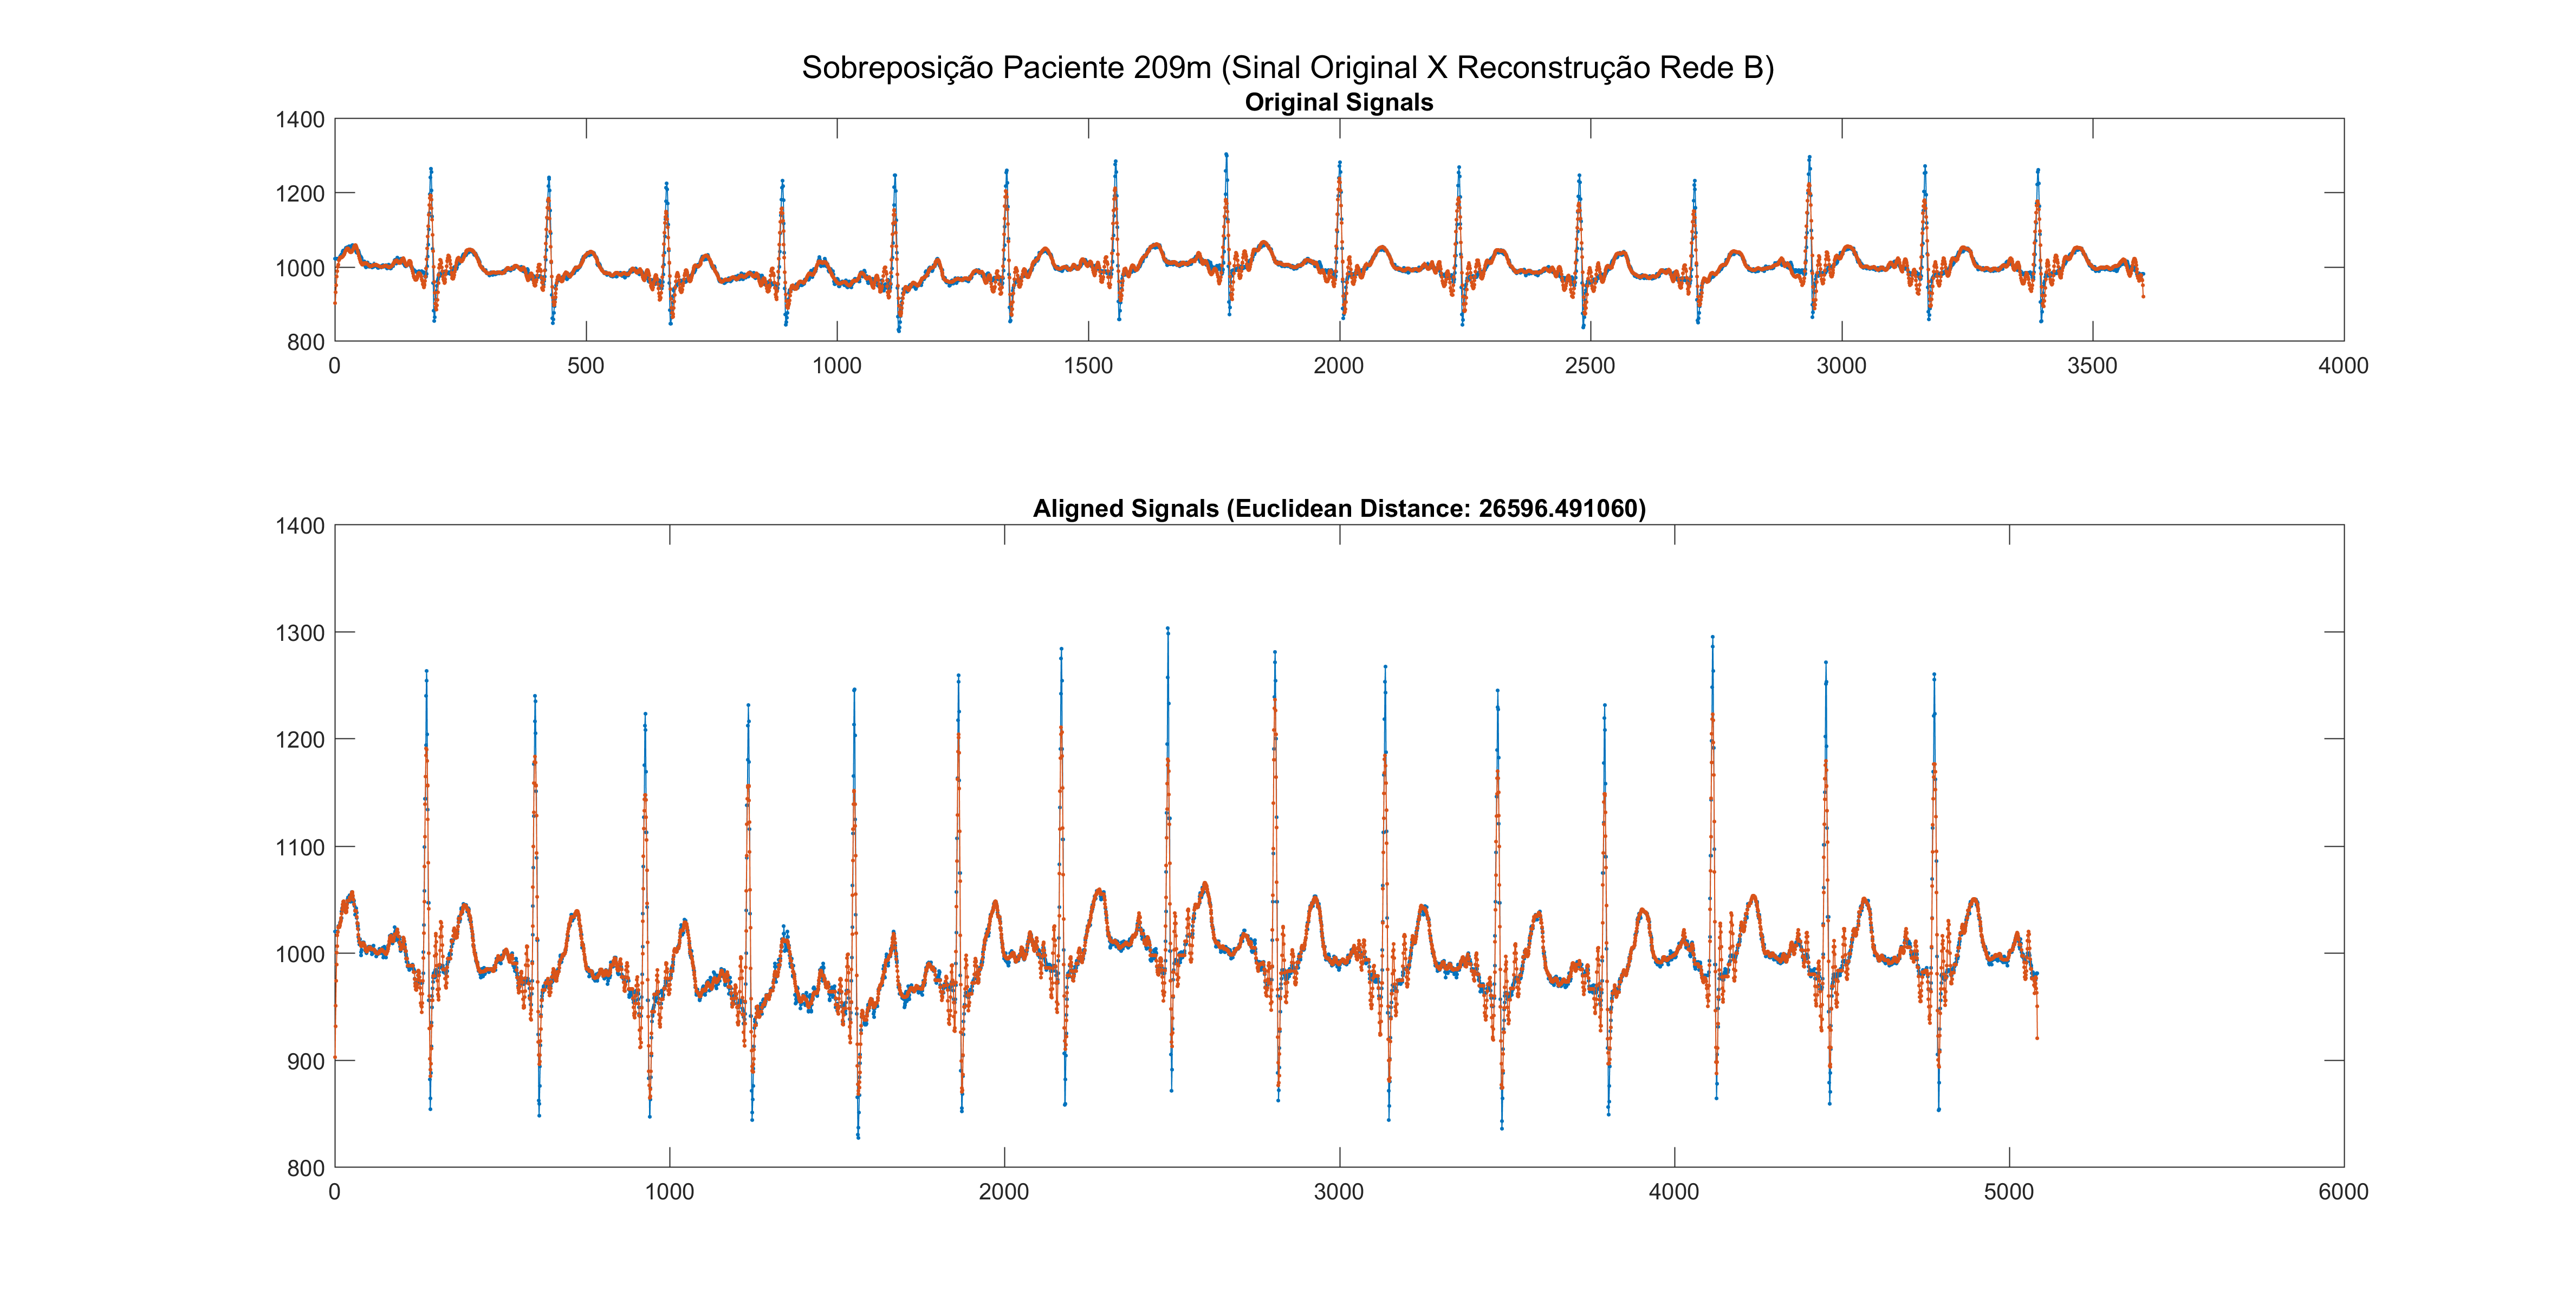 Sobreposição Paciente 209m (Sinal Original X Reconstrução Rede B)
Original Signals
1400
1200
1000
800
0 500 1000 1500 2000 2500 3000 3500 4000
Aligned Signals (Euclidean Distance: 26596.491060)
1400
1300
1200
1100
1000
900
800
0 1000 2000 3000 4000 5000 6000